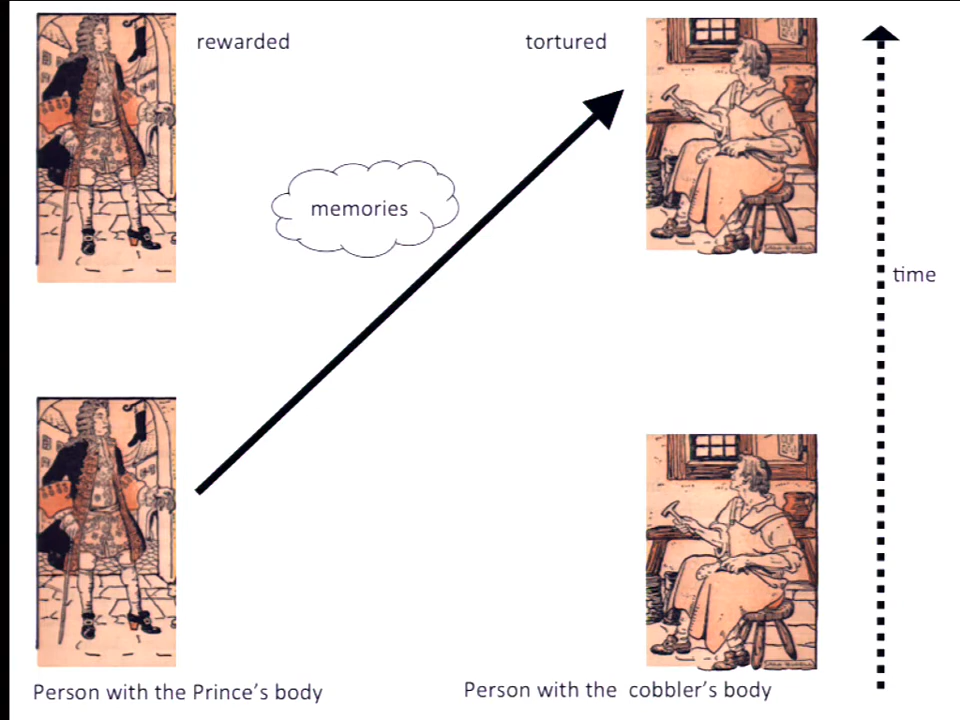 rewarded
tortured
memories
time
Person with the Prince’s body
Person with the cobbler’s body